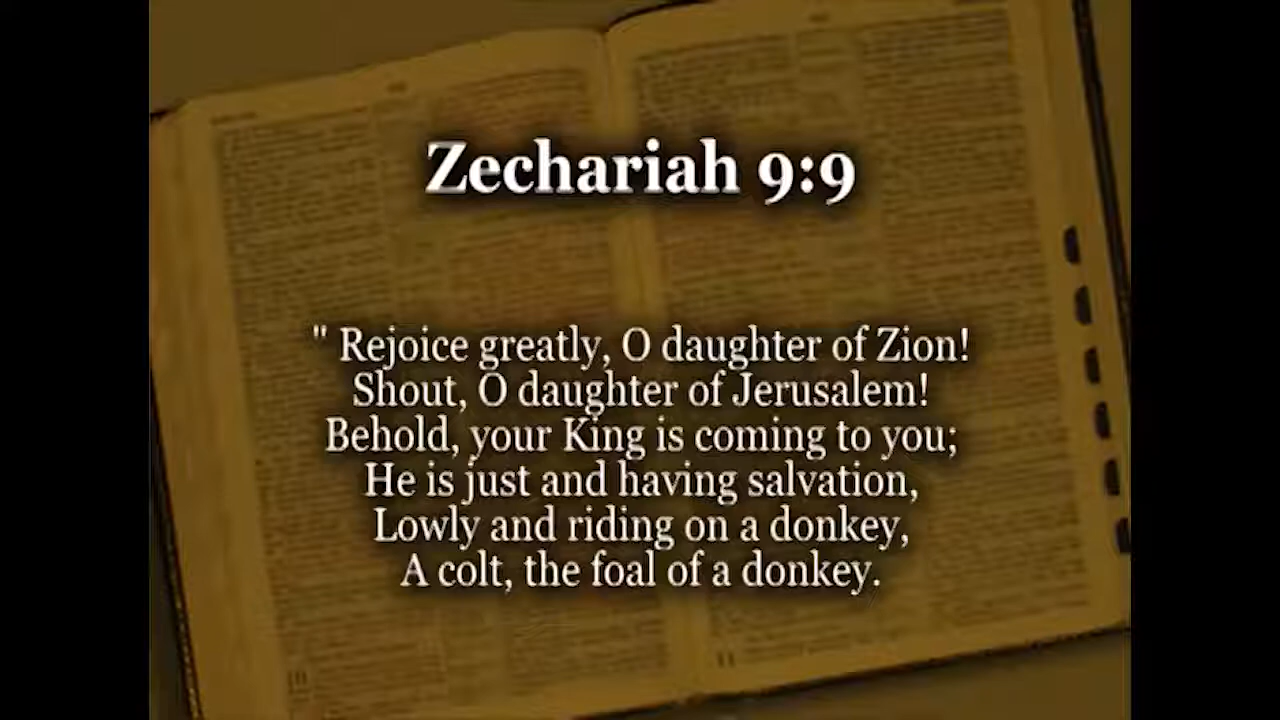 Zechariah 9:9
" Rejoice greatly, O daughter of Zion!
Shout, O daughter of Jerusalem!
Behold, your King is coming to you;
He is just and having salvation,
Lowly and riding on a donkey,
A colt, the foal of a donkey.